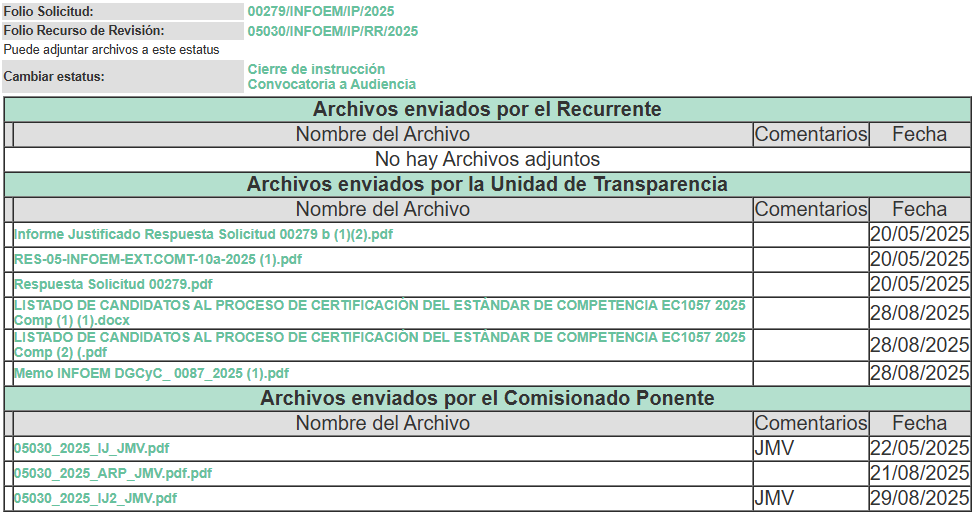 Folio Solicitud: 00279/INFOEM/IP/2025
Folio Recurso de Revisión: 05030/INFOEM/IP/RR/2025
Puede adjuntar archivos a este estatus
Cambiar estatus: Cierre de instrucción
Convocatoria a Audiencia
Archivos enviados por el Recurrente
Nombre del Archivo Comentarios Fecha
No hay Archivos adjuntos
Archivos enviados por la Unidad de Transparencia
Nombre del Archivo Comentarios Fecha
Informe Justificado Respuesta Solicitud 00279 b (1)(2).pdf 20/05/2025
RES-05-INFOEM-EXT.COMT-10a-2025 (1).pdf 20/05/2025
Respuesta Solicitud 00279.pdf 20/05/2025
LISTADO DE CANDIDATOS AL PROCESO DE CERTIFICACIÒN DEL ESTÀNDAR DE COMPETENCIA EC1057 2025
Comp (1) (1).docx 28/08/2025
LISTADO DE CANDIDATOS AL PROCESO DE CERTIFICACIÒN DEL ESTÀNDAR DE COMPETENCIA EC1057 2025
Comp (2) (.pdf 28/08/2025
Memo INFOEM DGCyC_ 0087_2025 (1).pdf 28/08/2025
Archivos enviados por el Comisionado Ponente
Nombre del Archivo Comentarios Fecha
05030_2025_IJ_JMV.pdf JMV 22/05/2025
05030_2025_ARP_JMV.pdf.pdf 21/08/2025
05030_2025_IJ2_JMV.pdf JMV 29/08/2025